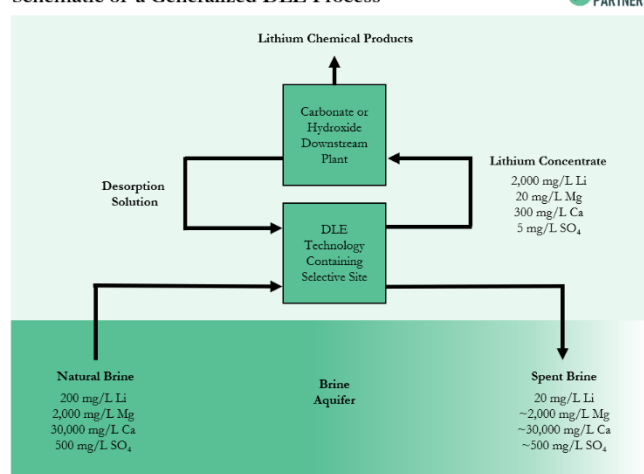 Schematic of a Generalized DLE Process
PARTNERS
Lithium Chemical Products
Carbonate or
Hydroxide
Downstream
Plant
Desorption
Solution
Lithium Concentrate
2,000 mg/L Li
20 mg/L Mg
300 mg/L Ca
5 mg/L SO₄
DLE
Technology
Containing
Selective Site
Natural Brine
200 mg/L Li
2,000 mg/L Mg
30,000 mg/L Ca
500 mg/L SO₄
Brine
Aquifer
Spent Brine
20 mg/L Li
~2,000 mg/L Mg
~30,000 mg/L Ca
~500 mg/L SO₄